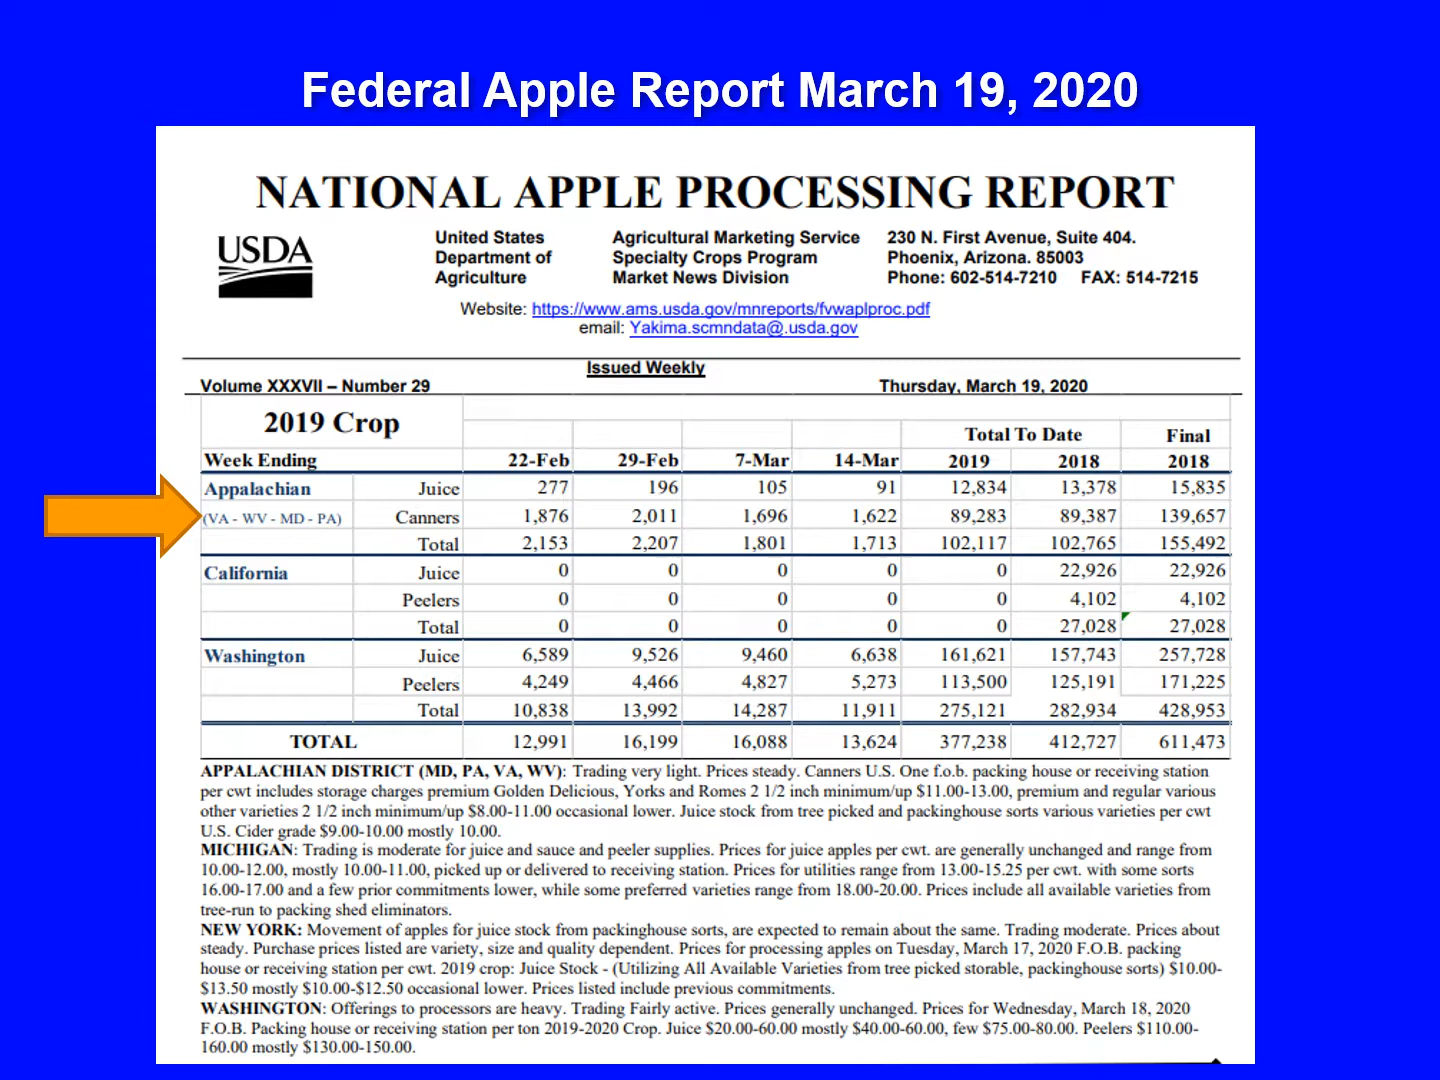 Federal Apple Report March 19, 2020
NATIONAL APPLE PROCESSING REPORT
USDA
United States Agricultural Marketing Service 230 N. First Avenue, Suite 404.
Department of Specialty Crops Program Phoenix, Arizona. 85003
Agriculture Market News Division Phone: 602-514-7210 FAX: 514-7215
Website: https://www.ams.usda.gov/mnreports/fvwaplproc.pdf
email: Yakima.scmndata@.usda.gov
Issued Weekly
Volume XXXVII – Number 29 Thursday, March 19, 2020
2019 Crop
Total To Date Final
Week Ending 22-Feb 29-Feb 7-Mar 14-Mar 2019 2018 2018
Appalachian Juice 277 196 105 91 12,834 13,378 15,835
(VA - WV - MD - PA) Canners 1,876 2,011 1,696 1,622 89,283 89,387 139,657
Total 2,153 2,207 1,801 1,713 102,117 102,765 155,492
California Juice 0 0 0 0 0 22,926 22,926
Peelers 0 0 0 0 0 4,102 4,102
Total 0 0 0 0 0 27,028 27,028
Washington Juice 6,589 9,526 9,460 6,638 161,621 157,743 257,728
Peelers 4,249 4,466 4,827 5,273 113,500 125,191 171,225
Total 10,838 13,992 14,287 11,911 275,121 282,934 428,953
TOTAL 12,991 16,199 16,088 13,624 377,238 412,727 611,473
APPALACHIAN DISTRICT (MD, PA, VA, WV): Trading very light. Prices steady. Canners U.S. One f.o.b. packing house or receiving station
per cwt includes storage charges premium Golden Delicious, Yorks and Romes 2 1/2 inch minimum/up $11.00-13.00, premium and regular various
other varieties 2 1/2 inch minimum/up $8.00-11.00 occasional lower. Juice stock from tree picked and packinghouse sorts various varieties per cwt
U.S. Cider grade $9.00-10.00 mostly 10.00.
MICHIGAN: Trading is moderate for juice and sauce and peeler supplies. Prices for juice apples per cwt. are generally unchanged and range from
10.00-12.00, mostly 10.00-11.00, picked up or delivered to receiving station. Prices for utilities range from 13.00-15.25 per cwt. with some sorts
16.00-17.00 and a few prior commitments lower, while some preferred varieties range from 18.00-20.00. Prices include all available varieties from
tree-run to packing shed eliminators.
NEW YORK: Movement of apples for juice stock from packinghouse sorts, are expected to remain about the same. Trading moderate. Prices about
steady. Purchase prices listed are variety, size and quality dependent. Prices for processing apples on Tuesday, March 17, 2020 F.O.B. packing
house or receiving station per cwt. 2019 crop: Juice Stock - (Utilizing All Available Varieties from tree picked storable, packinghouse sorts) $10.00-
$13.50 mostly $10.00-$12.50 occasional lower. Prices listed include previous commitments.
WASHINGTON: Offerings to processors are heavy. Trading Fairly active. Prices generally unchanged. Prices for Wednesday, March 18, 2020
F.O.B. Packing house or receiving station per ton 2019-2020 Crop. Juice $20.00-60.00 mostly $40.00-60.00, few $75.00-80.00. Peelers $110.00-
160.00 mostly $130.00-150.00.